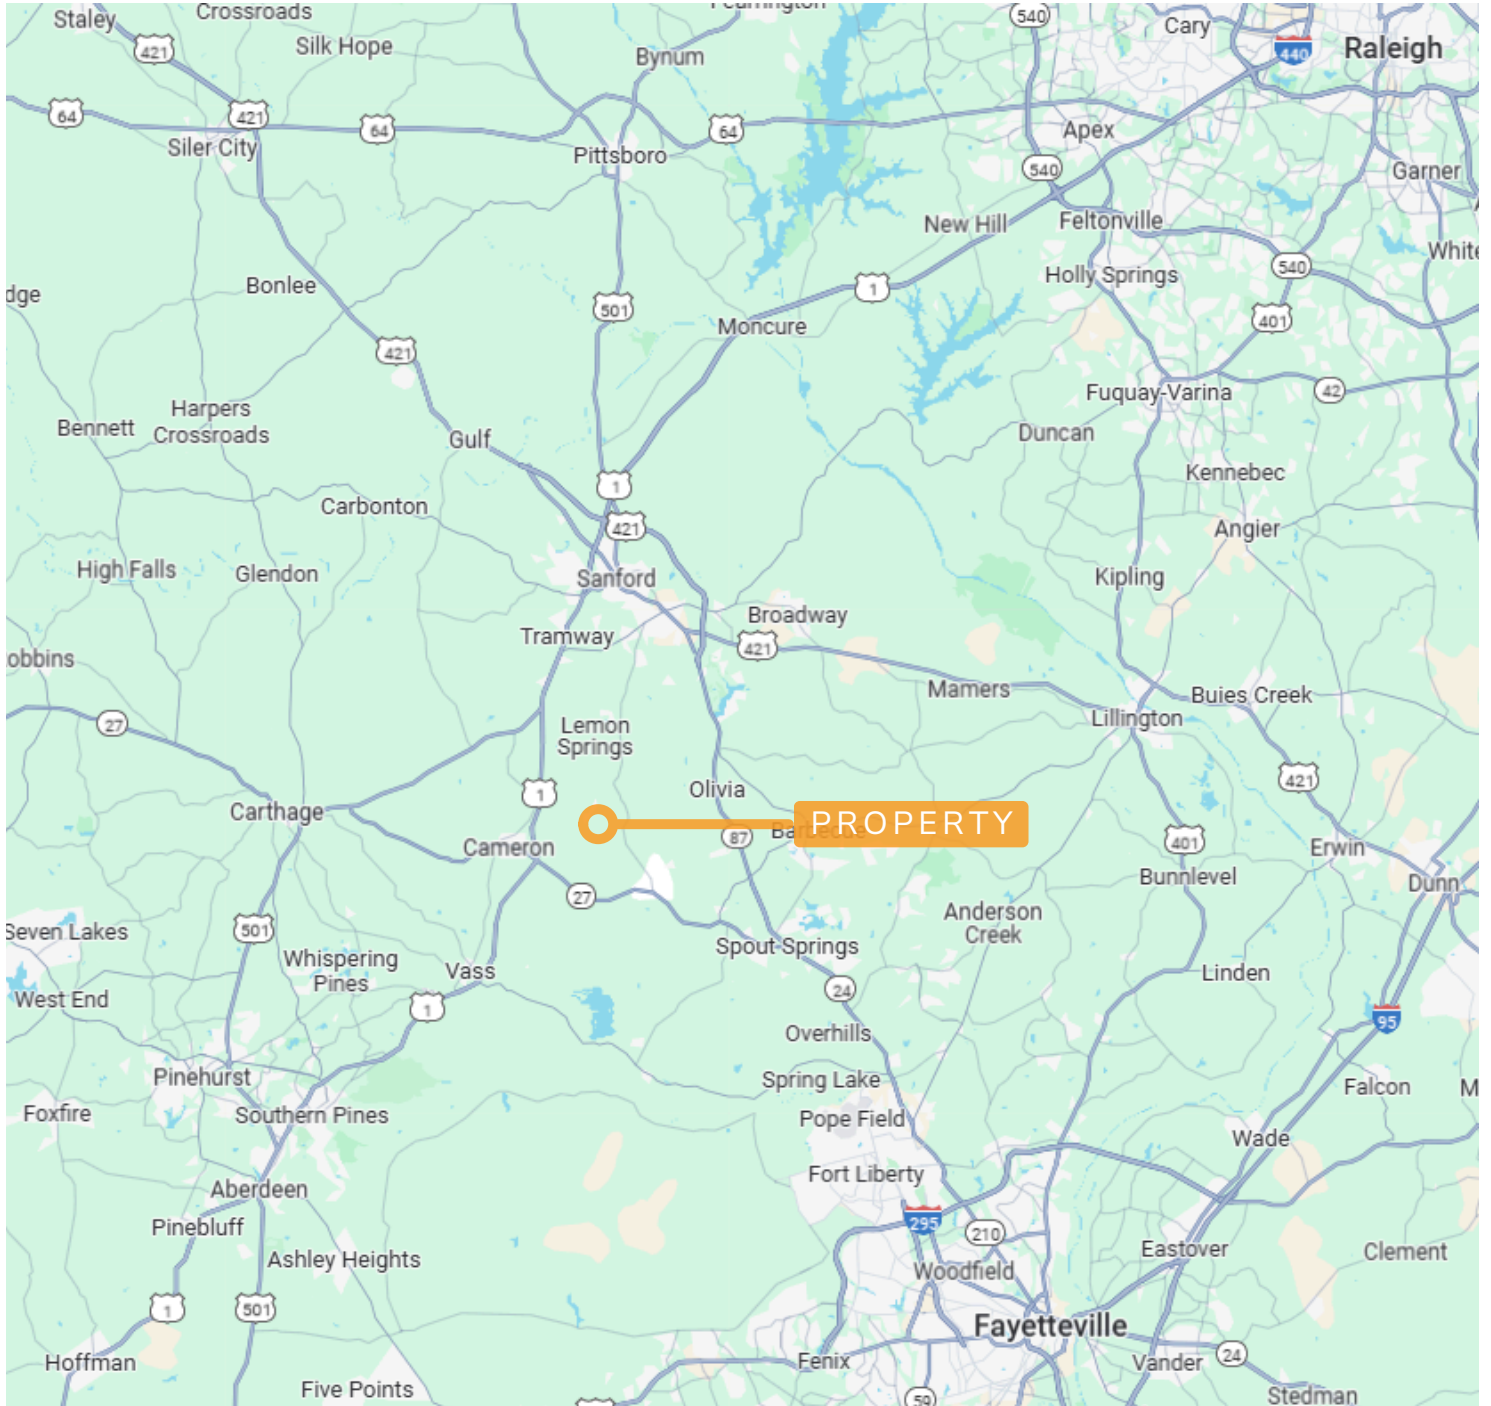 Staley
Crossroads
Silk Hope
421
Bynum
540
Cary
440
Raleigh
64
421
64
64
Siler City
Pittsboro
Apex
540
Garner
New Hill
Feltonville
White
540
Holly Springs
Bonlee
dge
1
501
401
Moncure
421
Fuquay-Varina
42
Harpers
Crossroads
Bennett
Gulf
Duncan
Kennebec
1
Carbonton
421
Angier
High Falls
Glendon
Sanford
Kipling
Broadway
Tramway
421
obbins
Mamers
Buies Creek
Lillington
27
Lemon
Springs
421
Olivia
1
Carthage
PROPERTY
Barbecue
87
401
Cameron
Erwin
Bunnlevel
Dunn
27
Anderson
Creek
501
Seven Lakes
Spout Springs
Whispering
Pines
Vass
Linden
24
West End
1
95
Overhills
Pinehurst
Spring Lake
Falcon
M
Foxfire
Southern Pines
Pope Field
Wade
Fort Liberty
Aberdeen
Pinebluff
295
210
Ashley Heights
Eastover
Clement
Woodfield
1
501
Fayetteville
Hoffman
Fenix
Vander
24
Five Points
59
Stedman